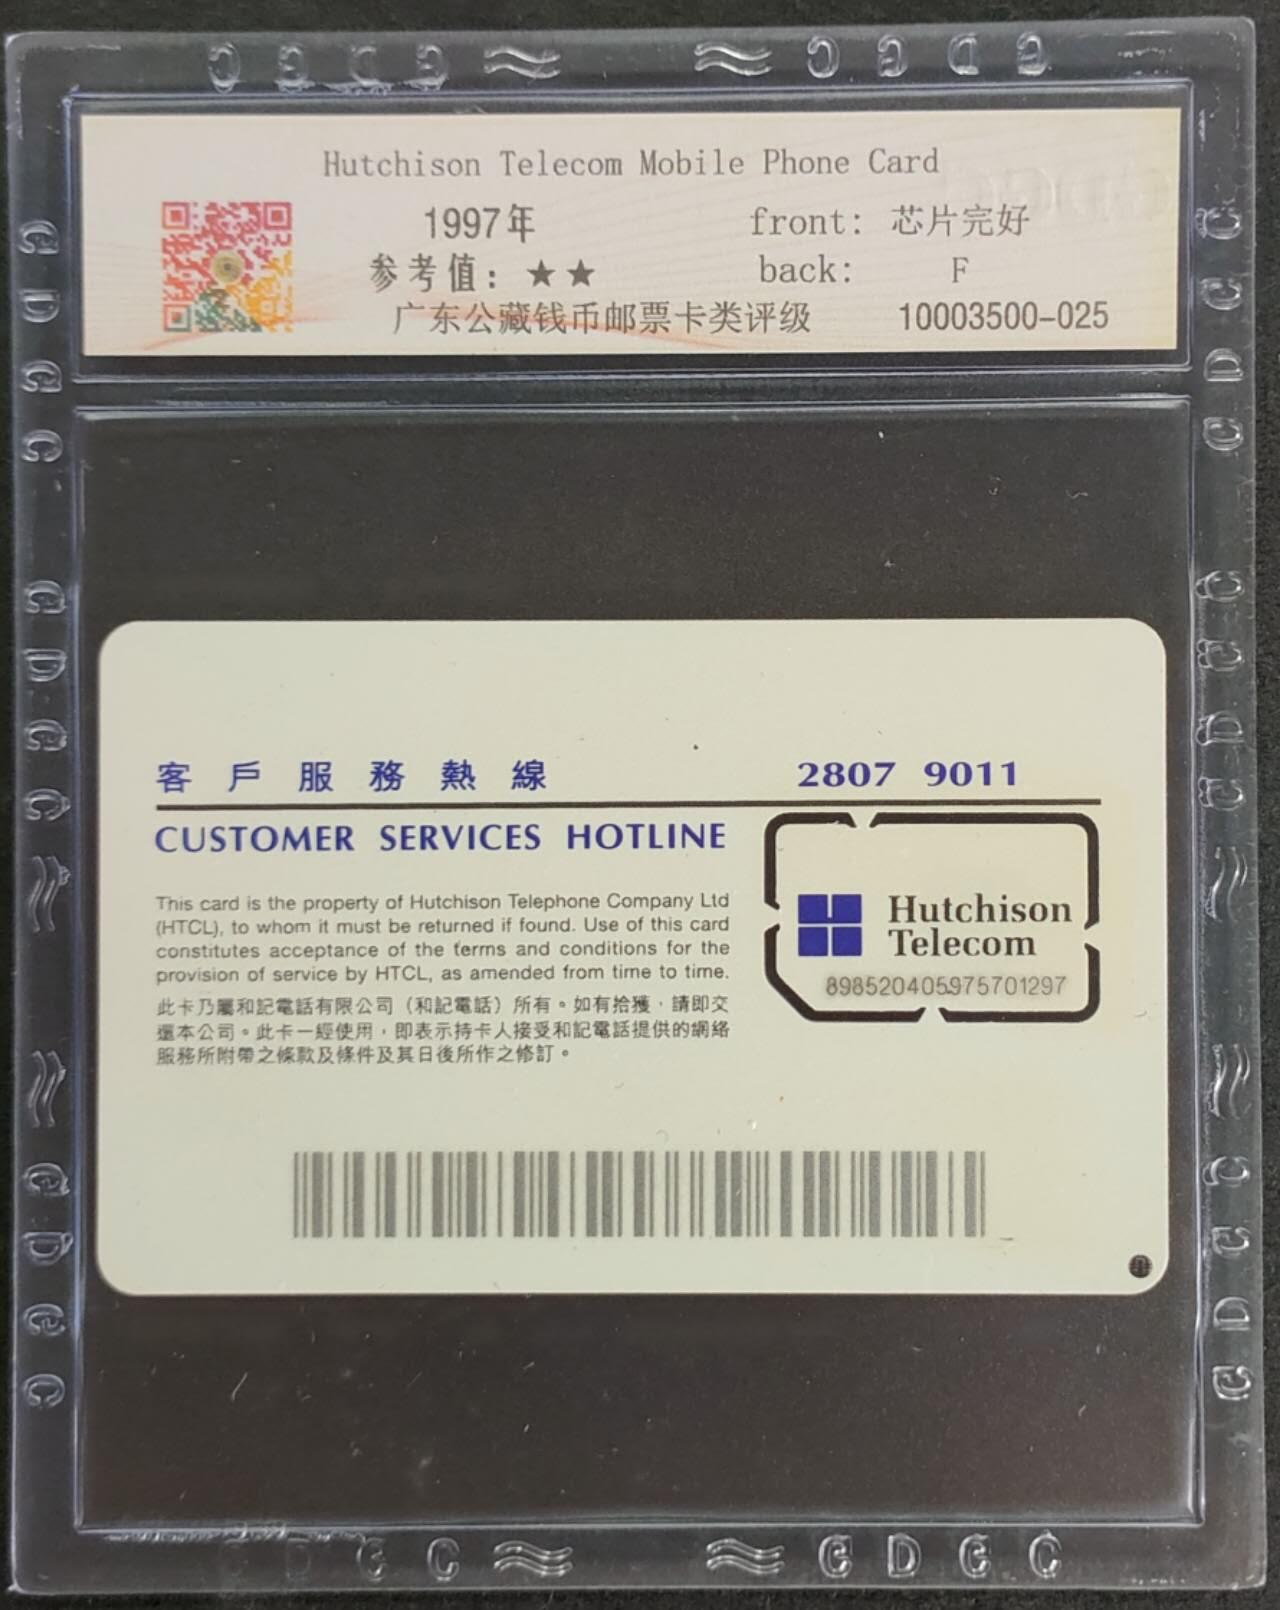 Hutchison Telecom Mobile Phone Card
1997年
front: 芯片完好
参考值: ★★
back: F
广东公藏钱币邮票卡类评级
10003500-025
客戶服務熱線 2807 9011
CUSTOMER SERVICES HOTLINE
This card is the property of Hutchison Telephone Company Ltd
(HTCL), to whom it must be returned if found. Use of this card
constitutes acceptance of the terms and conditions for the
provision of service by HTCL, as amended from time to time.
此卡乃屬和記電話有限公司（和記電話）所有。如有拾獲，請即交
還本公司。此卡一經使用，即表示持卡人接受和記電話提供的網絡
服務所附帶之條款及條件及其日後所作之修訂。
Hutchison
Telecom
898520405975701297